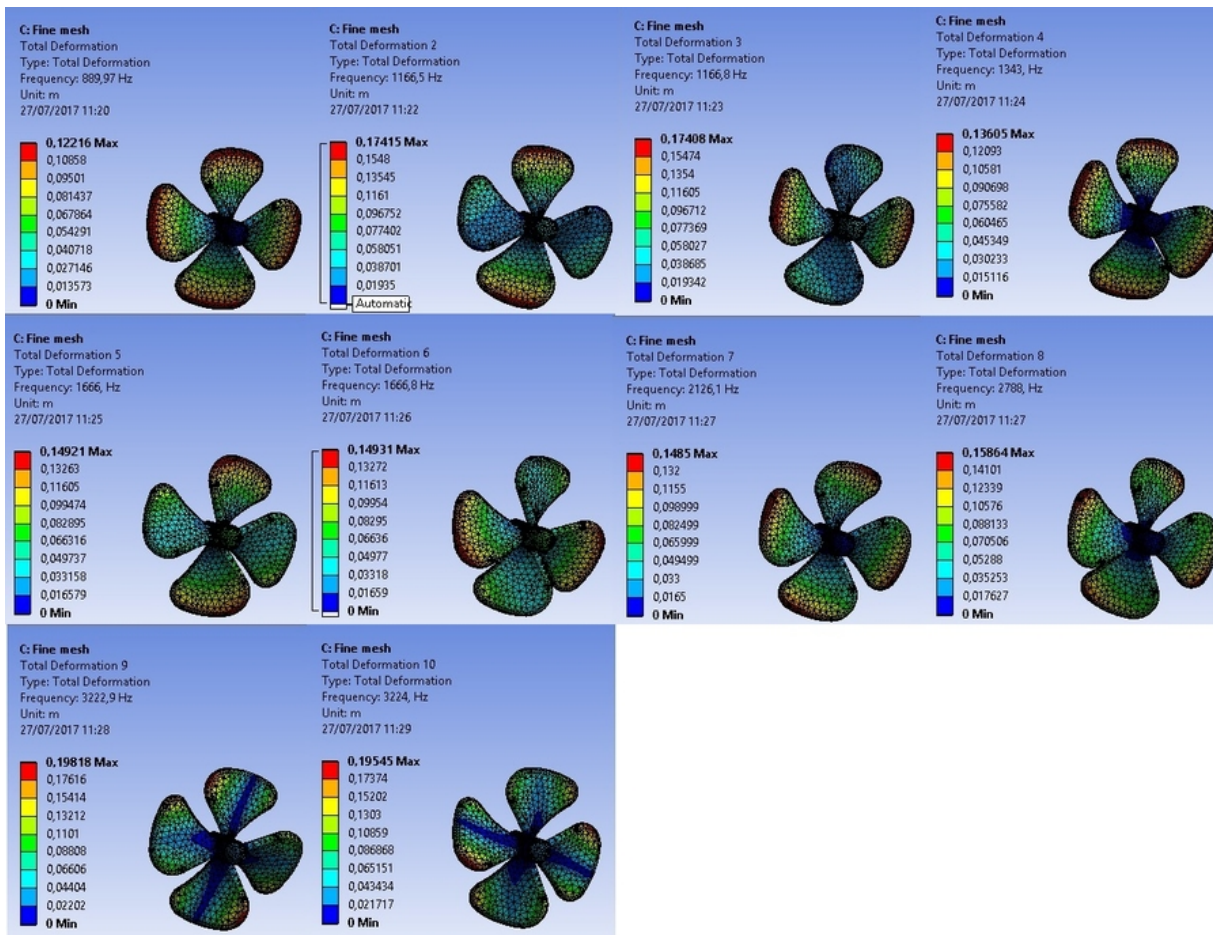 C: Fine mesh
Total Deformation
Type: Total Deformation
Frequency: 889,97 Hz
Unit: m
27/07/2017 11:20
0,12216 Max
0,10858
0,09501
0,081437
0,067864
0,054291
0,040718
0,027146
0,013573
0 Min
C: Fine mesh
Total Deformation 2
Type: Total Deformation
Frequency: 1166,5 Hz
Unit: m
27/07/2017 11:22
0,17415 Max
0,1548
0,13545
0,1161
0,096752
0,077402
0,058051
0,038701
0,01935
0 Min
Automatic
C: Fine mesh
Total Deformation 3
Type: Total Deformation
Frequency: 1166,8 Hz
Unit: m
27/07/2017 11:23
0,17408 Max
0,15474
0,1354
0,11605
0,096712
0,077369
0,058027
0,038685
0,019342
0 Min
C: Fine mesh
Total Deformation 4
Type: Total Deformation
Frequency: 1343, Hz
Unit: m
27/07/2017 11:24
0,13605 Max
0,12093
0,10581
0,090698
0,075582
0,060465
0,045349
0,030233
0,015116
0 Min
C: Fine mesh
Total Deformation 5
Type: Total Deformation
Frequency: 1666, Hz
Unit: m
27/07/2017 11:25
0,14921 Max
0,13263
0,11605
0,099474
0,082895
0,066316
0,049737
0,033158
0,016579
0 Min
C: Fine mesh
Total Deformation 6
Type: Total Deformation
Frequency: 1666,8 Hz
Unit: m
27/07/2017 11:26
0,14931 Max
0,13272
0,11613
0,09954
0,08295
0,06636
0,04977
0,03318
0,01659
0 Min
C: Fine mesh
Total Deformation 7
Type: Total Deformation
Frequency: 2126,1 Hz
Unit: m
27/07/2017 11:27
0,1485 Max
0,132
0,1155
0,098999
0,082499
0,065999
0,049499
0,033
0,0165
0 Min
C: Fine mesh
Total Deformation 8
Type: Total Deformation
Frequency: 2788, Hz
Unit: m
27/07/2017 11:27
0,15864 Max
0,14101
0,12339
0,10576
0,088133
0,070506
0,05288
0,035253
0,017627
0 Min
C: Fine mesh
Total Deformation 9
Type: Total Deformation
Frequency: 3222,9 Hz
Unit: m
27/07/2017 11:28
0,19818 Max
0,17616
0,15414
0,13212
0,1101
0,08808
0,06606
0,04404
0,02202
0 Min
C: Fine mesh
Total Deformation 10
Type: Total Deformation
Frequency: 3224, Hz
Unit: m
27/07/2017 11:29
0,19545 Max
0,17374
0,15202
0,1303
0,10859
0,086868
0,065151
0,043434
0,021717
0 Min